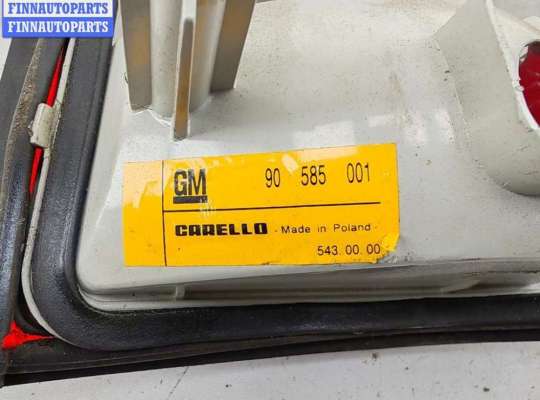 FINNAUTOPARTS
FINNAUTOPARTS
GM 90 585 001
CARELLO - Made in Poland -
543.00.00